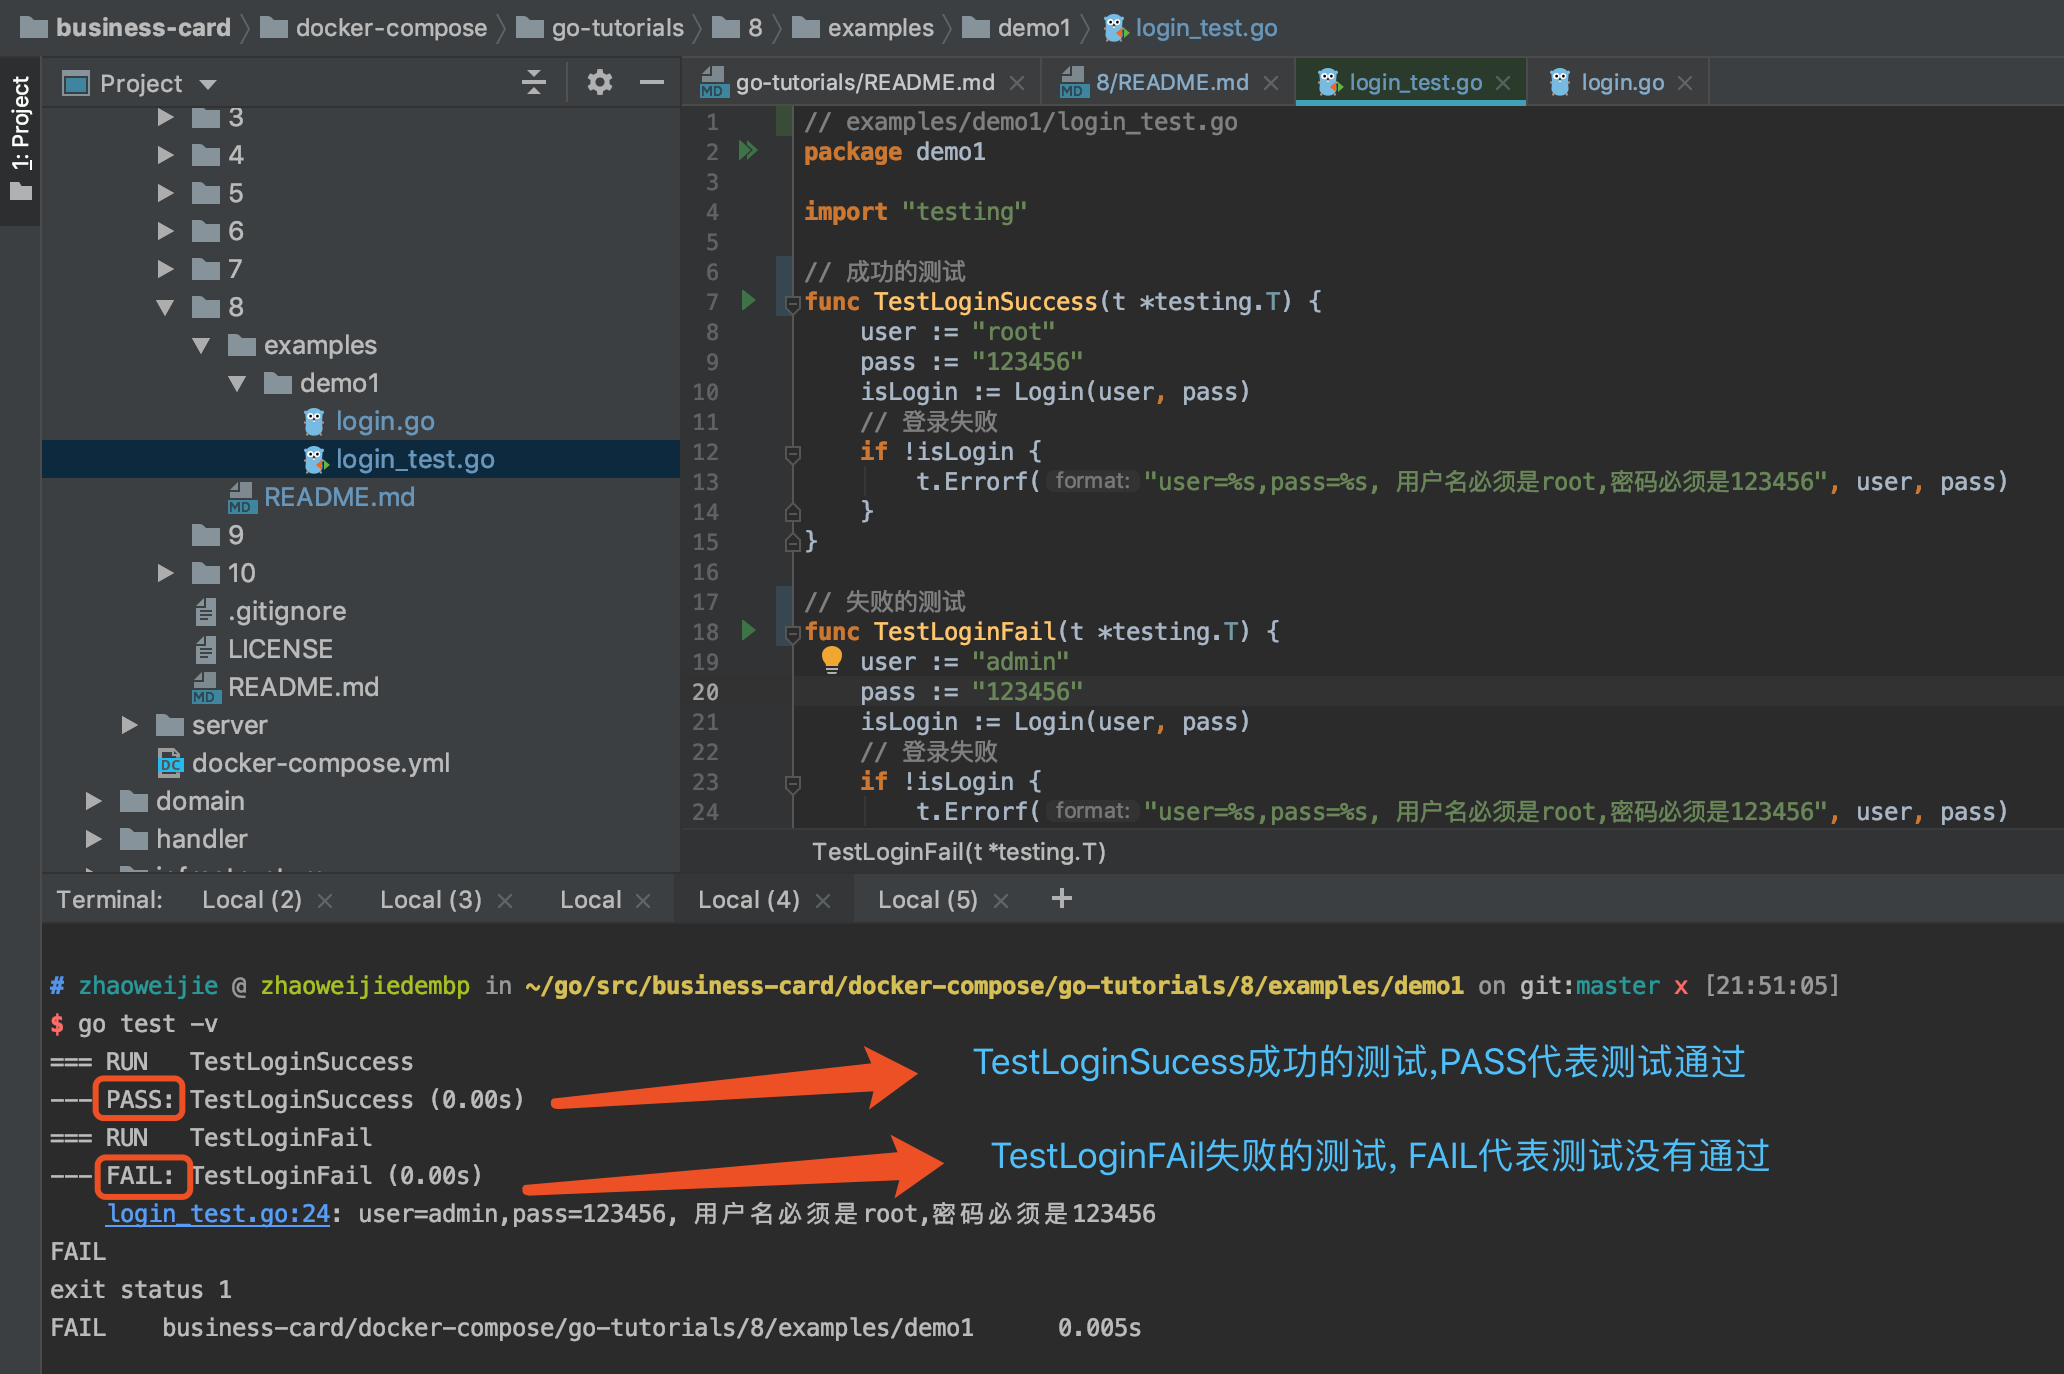 business-card docker-compose go-tutorials 8 examples demo1 login_test.go
1: Project
Project
3
4
5
6
7
8
examples
demo1
login.go
login_test.go
README.md
9
10
.gitignore
LICENSE
README.md
server
docker-compose.yml
domain
handler
go-tutorials/README.md 8/README.md login_test.go login.go
1 // examples/demo1/login_test.go
2 package demo1
3
4 import "testing"
5
6 // 成功的测试
7 func TestLoginSuccess(t *testing.T) {
8 user := "root"
9 pass := "123456"
10 isLogin := Login(user, pass)
11 // 登录失败
12 if !isLogin {
13 t.Errorf( format: "user=%s,pass=%s, 用户名必须是root,密码必须是123456", user, pass)
14 }
15 }
16
17 // 失败的测试
18 func TestLoginFail(t *testing.T) {
19 user := "admin"
20 pass := "123456"
21 isLogin := Login(user, pass)
22 // 登录失败
23 if !isLogin {
24 t.Errorf( format: "user=%s,pass=%s, 用户名必须是root,密码必须是123456", user, pass)
TestLoginFail(t *testing.T)
Terminal: Local (2) Local (3) Local Local (4) Local (5)
# zhaoweijie @ zhaoweijiedembp in ~/go/src/business-card/docker-compose/go-tutorials/8/examples/demo1 on git:master x [21:51:05]
$ go test -v
=== RUN TestLoginSuccess
--- PASS: TestLoginSuccess (0.00s)
TestLoginSucess成功的测试,PASS代表测试通过
=== RUN TestLoginFail
--- FAIL: TestLoginFail (0.00s)
TestLoginFAil失败的测试, FAIL代表测试没有通过
login_test.go:24: user=admin,pass=123456, 用户名必须是root,密码必须是123456
FAIL
exit status 1
FAIL business-card/docker-compose/go-tutorials/8/examples/demo1 0.005s